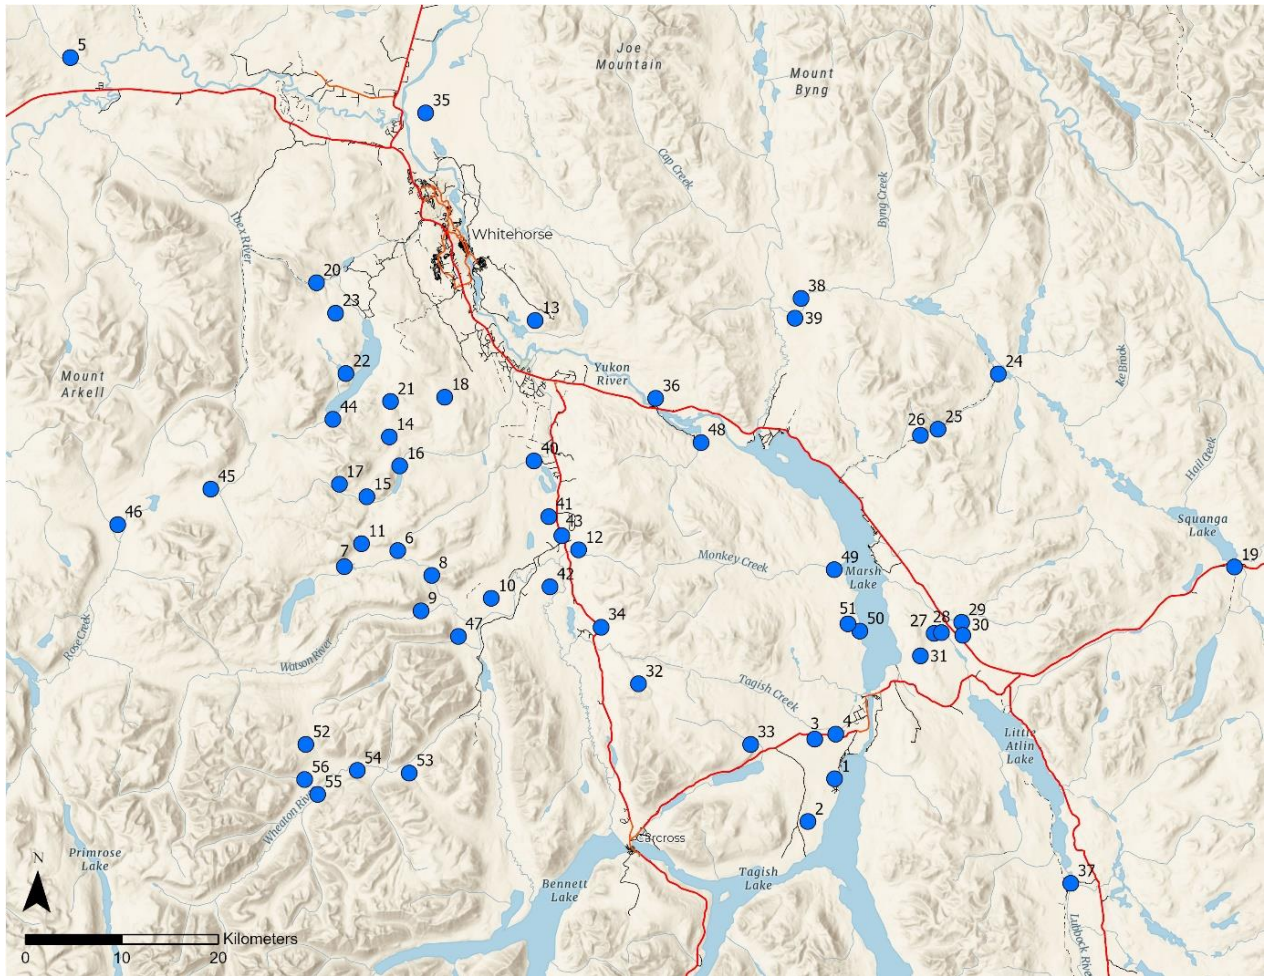 5
Joe
Mountain
Mount
Byng
35
Cap Creek
Byng Creek
Ibex River
Whitehorse
20
38
23
13
39
Yukon
River
22
24
Mount
Arkell
21
18
36
Ike Brook
44
14
26
25
48
16
40
Hail Creek
17
45
15
46
41
Squanga
Lake
43
11
6
12
Monkey Creek
49
19
7
8
Marsh
Lake
42
10
9
51
50
29
27
28
30
34
47
Rose Creek
Watson River
31
32
Tagish Creek
52
33
3
4
Little
Atlin
Lake
54
53
56
1
55
Wheaton River
2
Carcross
Primrose
Lake
N
Bennett
Lake
Tagish
Lake
37
Lubbock River
Kilometers
0
10
20